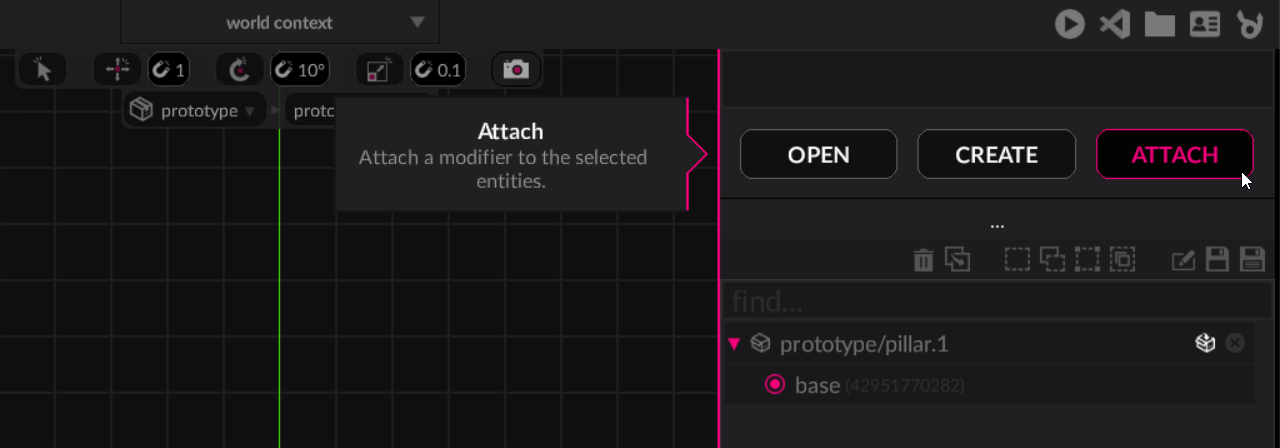 world context
1
10°
0.1
prototype
proto
Attach
Attach a modifier to the selected
entities.
OPEN
CREATE
ATTACH
...
find...
prototype/pillar.1
base (42951770282)